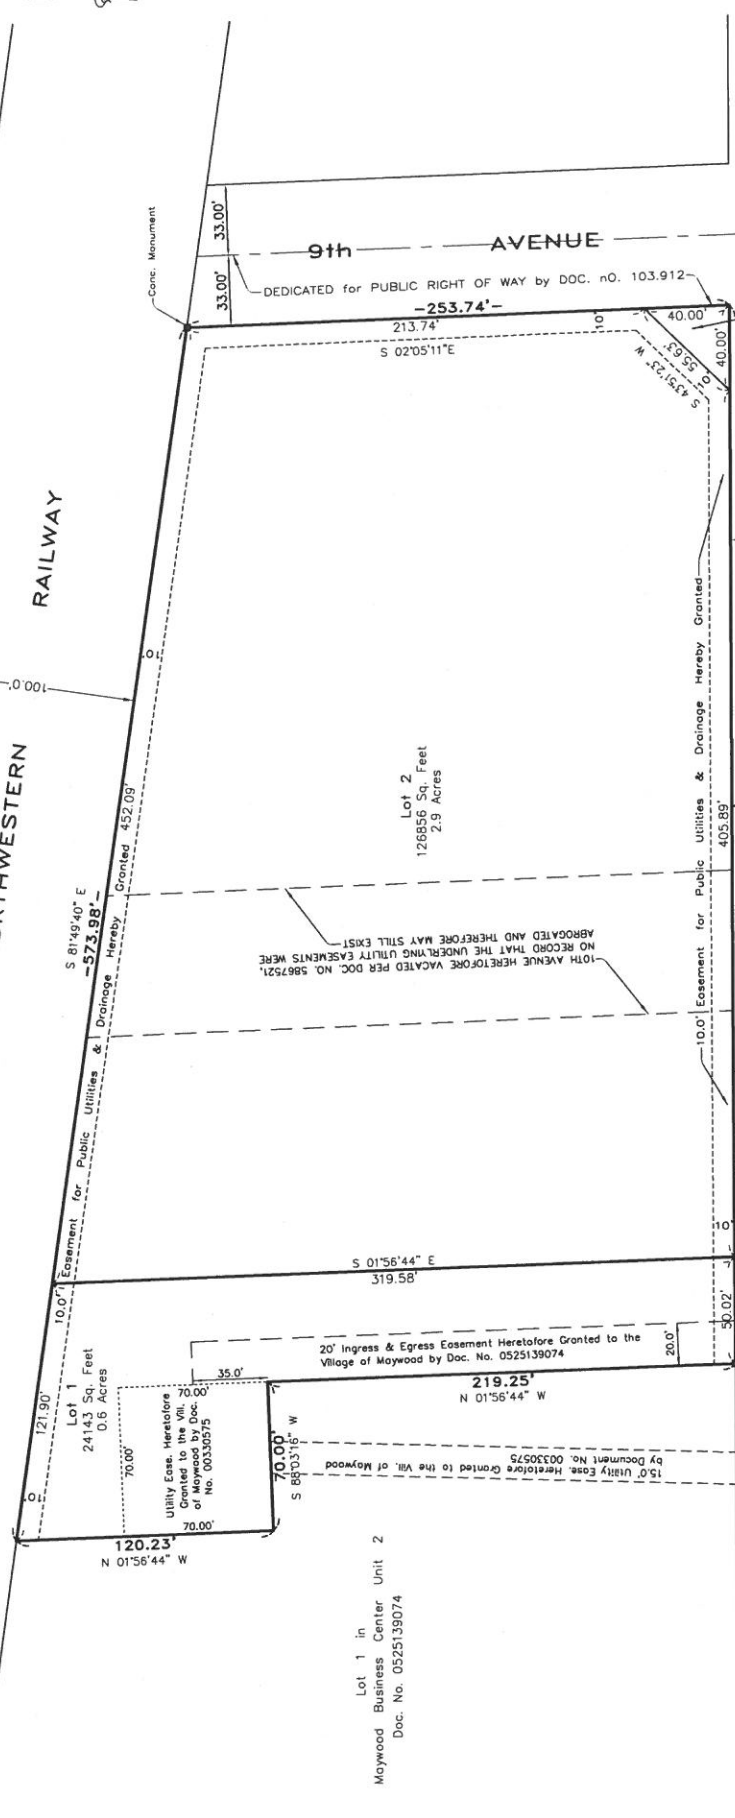 RAILWAY
100.0'
S 81°49'40" E
-573.98'-
Conc. Monument
33.00'
33.00'
9th AVENUE
DEDICATED for PUBLIC RIGHT OF WAY by DOC. nO. 103.912
-253.74'-
213.74'
S 02°05'11"E
10'
40.00'
40.00'
55.63'
S 43°51'23" W
10'
10'
452.09'
Easement for Public Utilities & Drainage Hereby Granted
Lot 2
126856 Sq. Feet
2.9 Acres
10TH AVENUE HERETOFORE VACATED PER DOC. NO. 5867521,
NO RECORD THAT THE UNDERLYING UTILITY EASEMENTS WERE
ABROGATED AND THEREFORE MAY STILL EXIST
10.0' Easement for Public Utilities & Drainage Hereby Granted
405.89'
10'
S 01°56'44" E
319.58'
50.02'
20.0'
20' Ingress & Egress Easement Heretofore Granted to the
Village of Maywood by Doc. No. 0525139074
219.25'
N 01°56'44" W
10.0'
121.90'
Lot 1
24143 Sq. Feet
0.6 Acres
10'
35.0'
70.00'
70.00'
Utility Ease. Heretofore
Granted to the Vill.
of Maywood by Doc.
No. 00330575
70.00'
70.00'
S 88°03'16" W
120.23'
N 01°56'44" W
15.0' Utility Ease. Heretofore Granted to the Vill. of Maywood
by Document No. 00330575
Lot 1 in
Maywood Business Center Unit 2
Doc. No. 0525139074